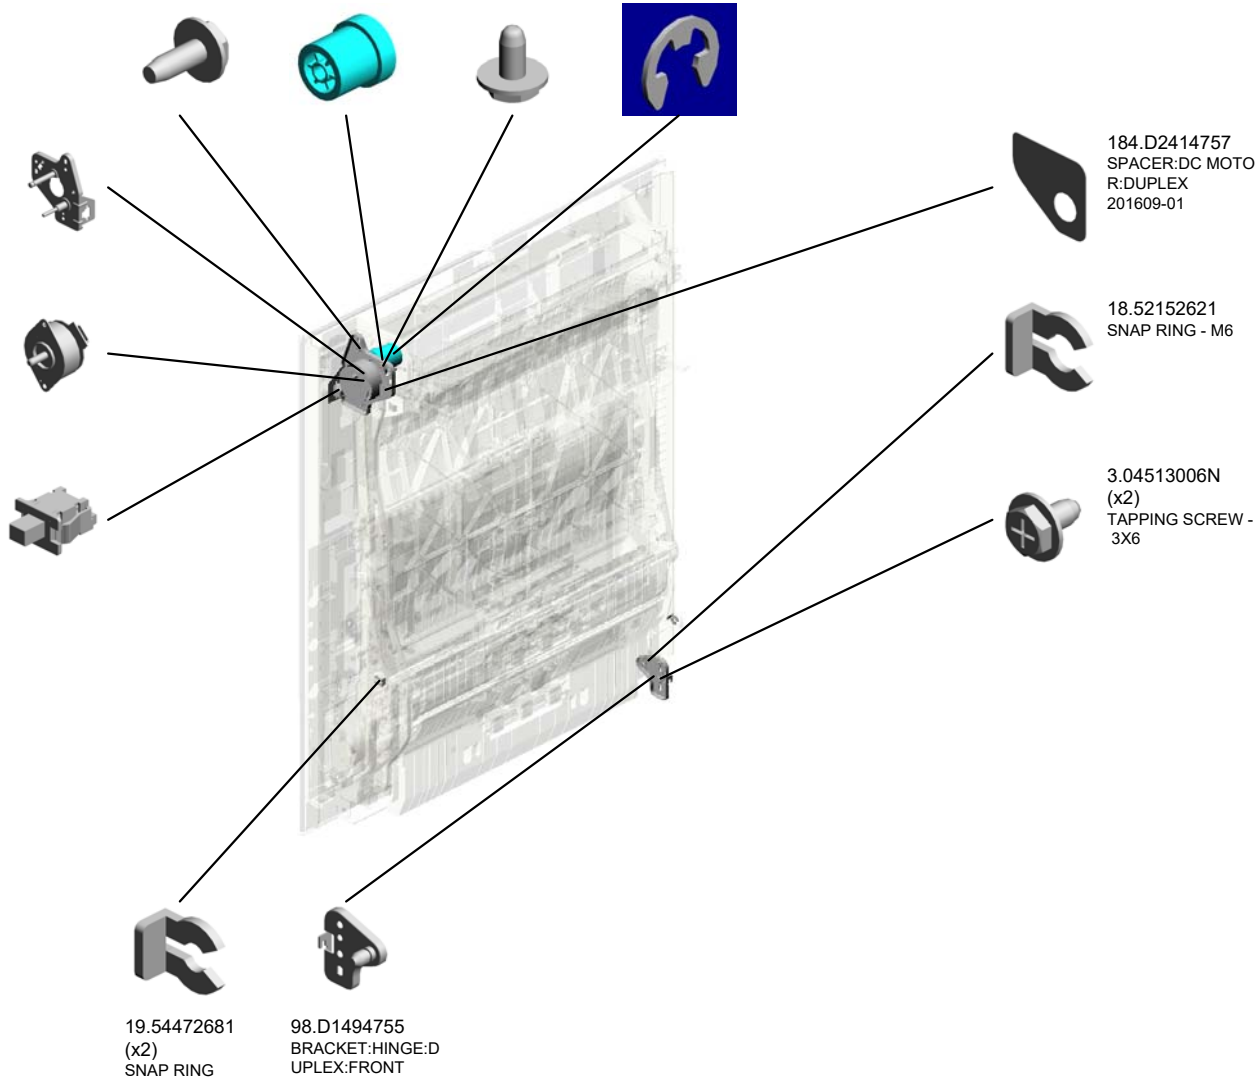 184.D2414757
SPACER:DC MOTO
R:DUPLEX
201609-01
18.52152621
SNAP RING - M6
3.04513006N
(x2)
TAPPING SCREW -
3X6
19.54472681
(x2)
SNAP RING
98.D1494755
BRACKET:HINGE:D
UPLEX:FRONT